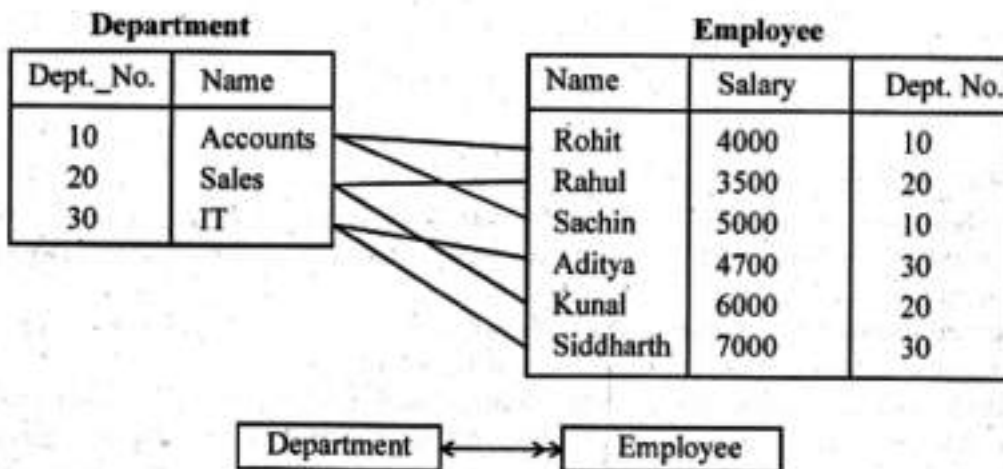 Department
Dept._No. Name
10 Accounts
20 Sales
30 IT
Employee
Name Salary Dept. No.
Rohit 4000 10
Rahul 3500 20
Sachin 5000 10
Aditya 4700 30
Kunal 6000 20
Siddharth 7000 30
Department Employee